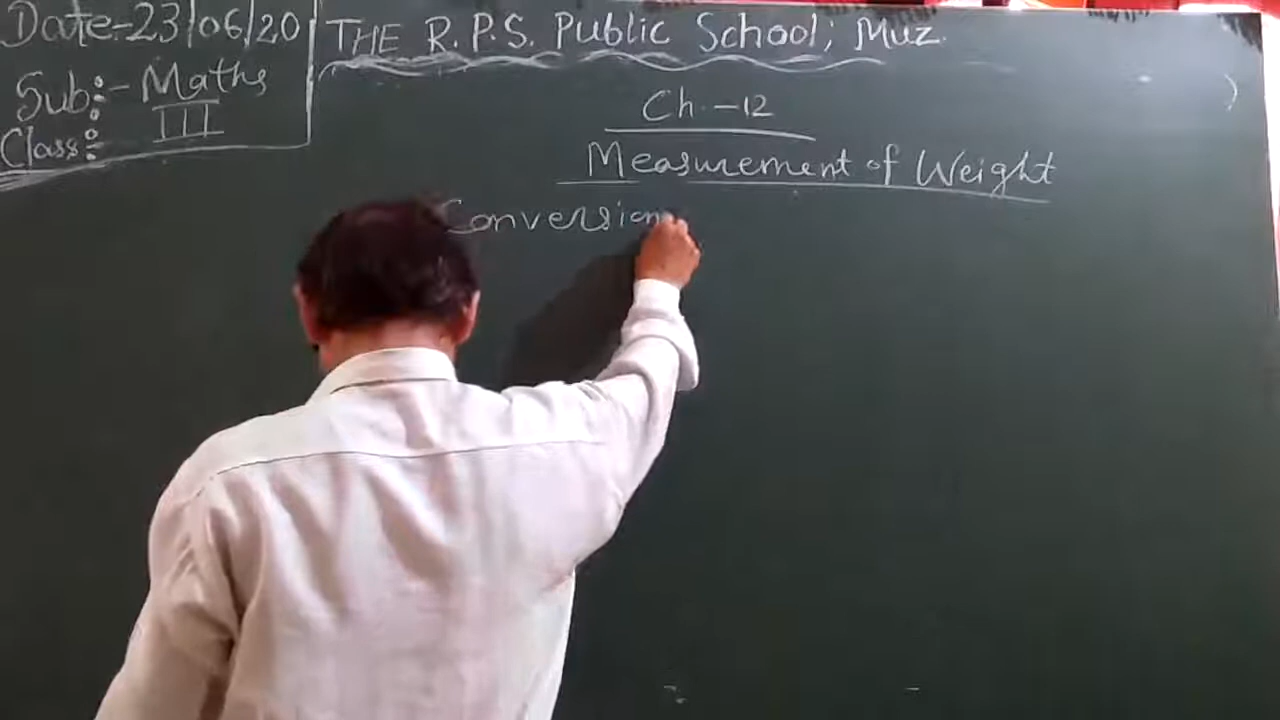 Date:-23/06/20
Sub:- Maths
Class:- III
THE R.P.S. Public School; Muz.
Ch.-12
Measurement of Weight
Conversion